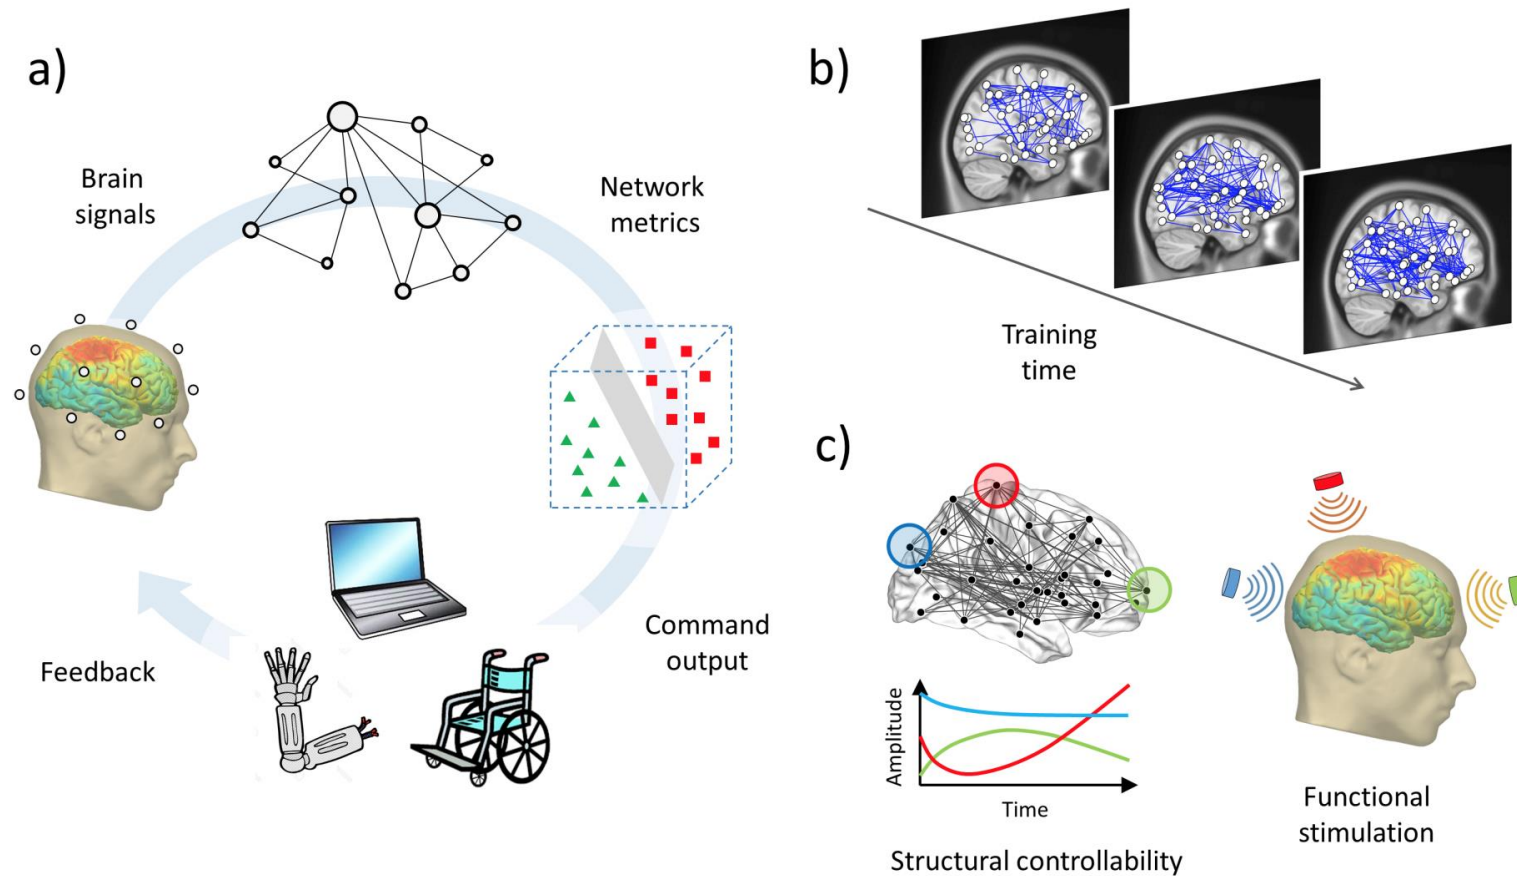 a)
Brain
signals
Network
metrics
Command
output
Feedback
b)
Training
time
c)
Amplitude
Time
Structural controllability
Functional
stimulation